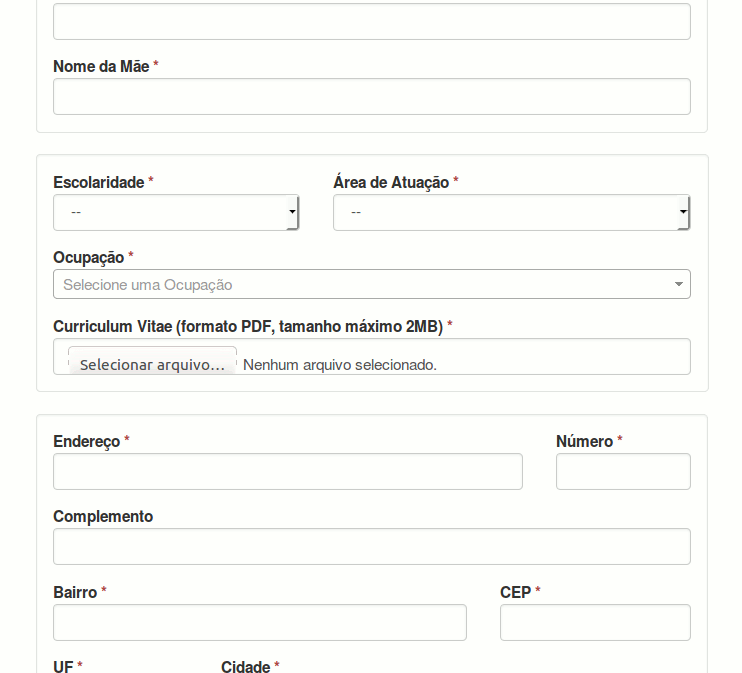 Nome da Mãe *
Escolaridade * Área de Atuação *
-- --
Ocupação *
Selecione uma Ocupação
Curriculum Vitae (formato PDF, tamanho máximo 2MB) *
Selecionar arquivo... Nenhum arquivo selecionado.
Endereço * Número *
Complemento
Bairro * CEP *
UF * Cidade *